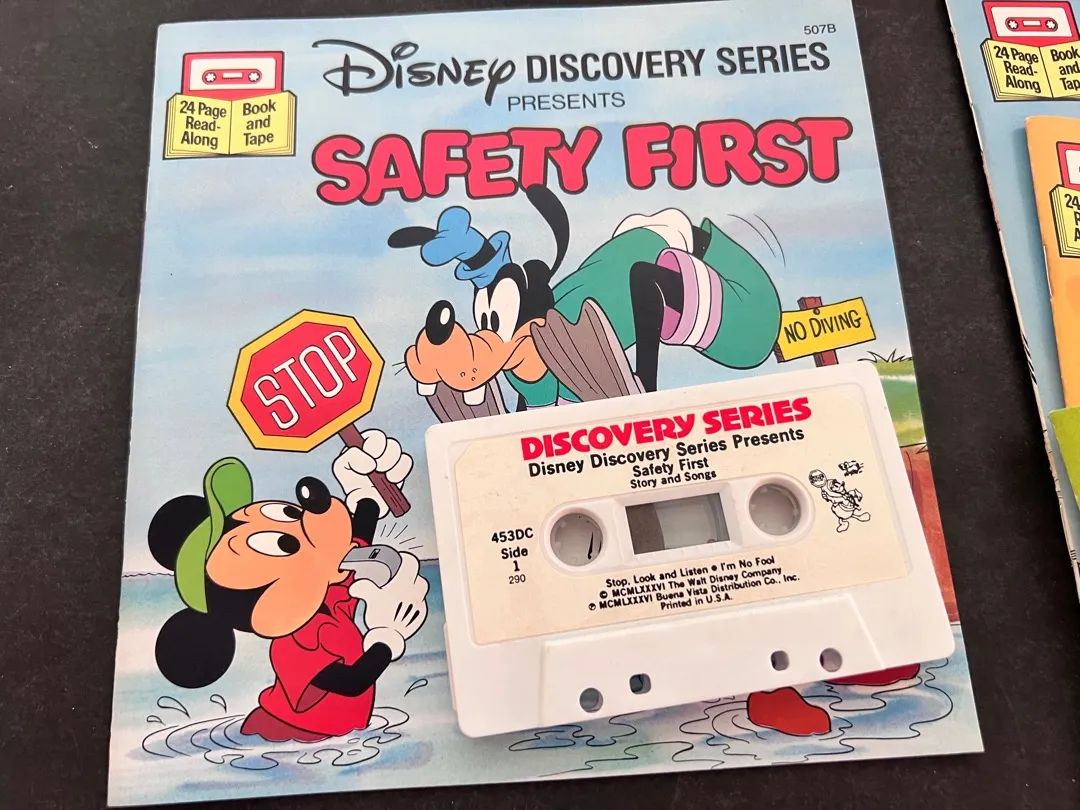 507B
DISNEY DISCOVERY SERIES
PRESENTS
SAFETY FIRST
24 Page
Read-
Along
Book
and
Tape
STOP
NO DIVING
DISCOVERY SERIES
Disney Discovery Series Presents
Safety First
Story and Songs
453DC
Side
1
290
Stop, Look and Listen • I'm No Fool
© MCMLXXXVI The Walt Disney Company
℗ MCMLXXXVI Buena Vista Distribution Co., Inc.
Printed in U.S.A.
24 Page
Read-
Along
Book
and
Tap
24